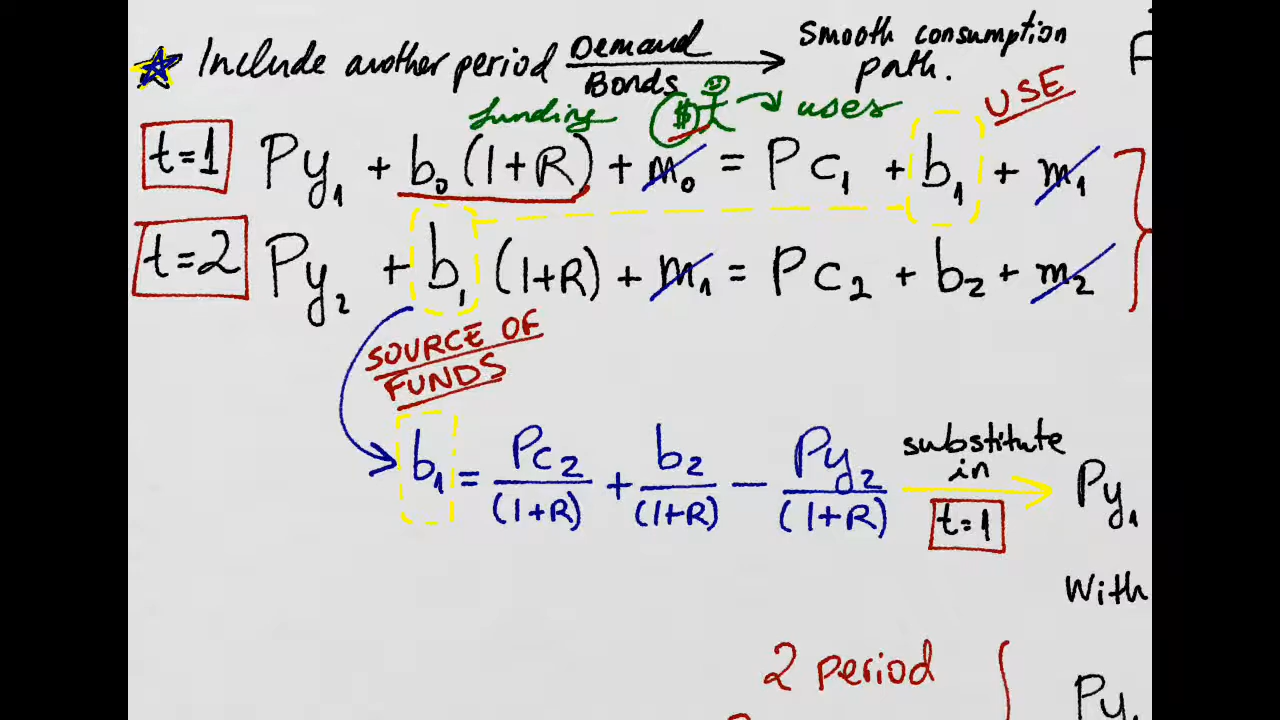 Include another period Demand Bonds → Smooth consumption path.
funding $ → uses
USE
t=1 Py₁ + b₀ (1+R) + m₀ = Pc₁ + b₁ + m₁
t=2 Py₂ + b₁ (1+R) + m₁ = Pc₂ + b₂ + m₂
SOURCE OF
FUNDS
b₁ = Pc₂/(1+R) + b₂/(1+R) − Py₂/(1+R) substitute in t=1 → Py₁
With
2 period
Py₁